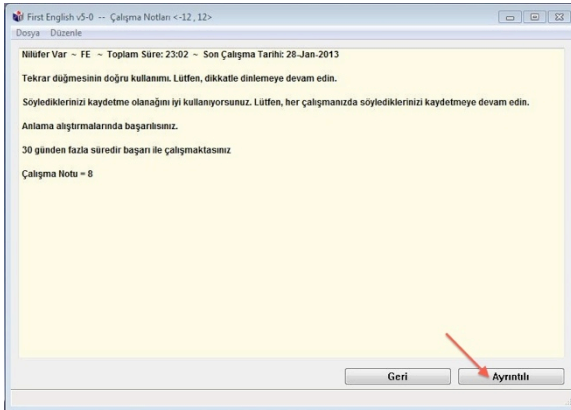 First English v5-0 -- Çalışma Notları <-12 , 12>
Dosya Düzenle
Nilüfer Var ~ FE ~ Toplam Süre: 23:02 ~ Son Çalışma Tarihi: 28-Jan-2013
Tekrar düğmesinin doğru kullanımı. Lütfen, dikkatle dinlemeye devam edin.
Söylediklerinizi kaydetme olanağını iyi kullanıyorsunuz. Lütfen, her çalışmanızda söylediklerinizi kaydetmeye devam edin.
Anlama alıştırmalarında başarılısınız.
30 günden fazla süredir başarı ile çalışmaktasınız
Çalışma Notu = 8
Geri Ayrıntılı